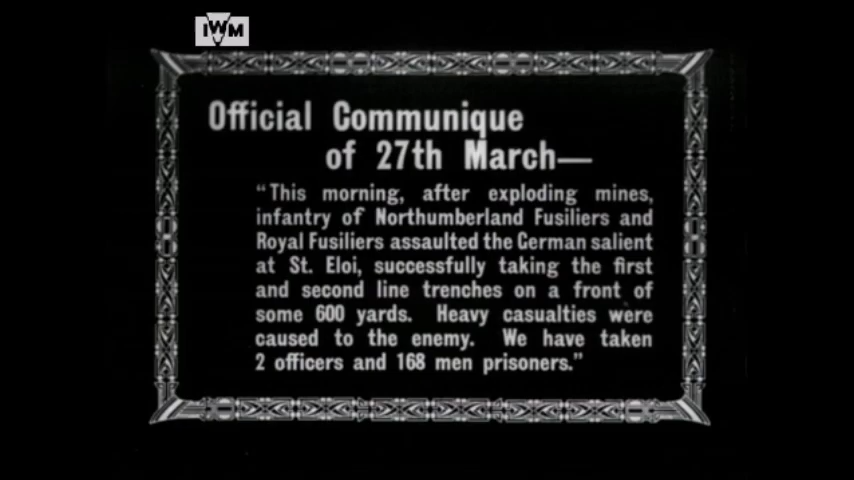 IWM
Official Communique
of 27th March—
"This morning, after exploding mines,
infantry of Northumberland Fusiliers and
Royal Fusiliers assaulted the German salient
at St. Eloi, successfully taking the first
and second line trenches on a front of
some 600 yards. Heavy casualties were
caused to the enemy. We have taken
2 officers and 168 men prisoners."